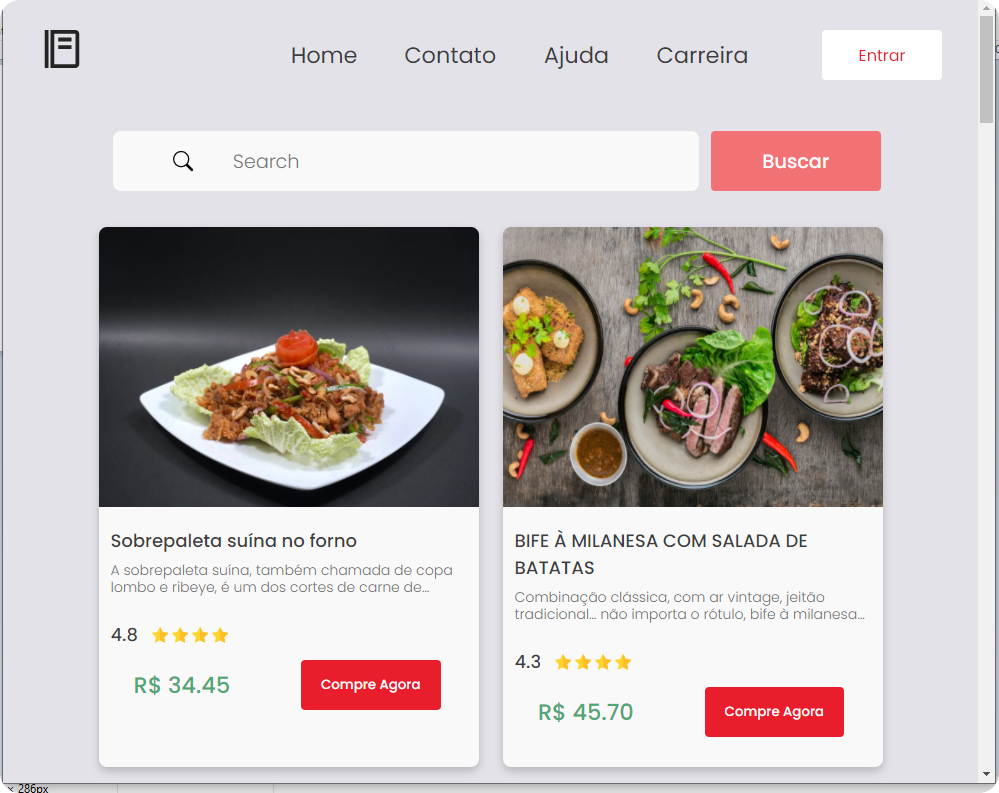 Home Contato Ajuda Carreira Entrar
Search Buscar
Sobrepaleta suína no forno
A sobrepaleta suína, também chamada de copa
lombo e ribeye, é um dos cortes de carne de...
4.8
R$ 34.45 Compre Agora
BIFE À MILANESA COM SALADA DE
BATATAS
Combinação clássica, com ar vintage, jeitão
tradicional... não importa o rótulo, bife à milanesa...
4.3
R$ 45.70 Compre Agora
× 286px